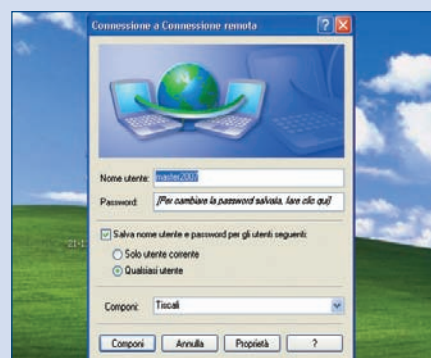 Connessione a Connessione remota
Nome utente: master2007
Password: [Per cambiare la password salvata, fare clic qui]
Salva nome utente e password per gli utenti seguenti:
Solo utente corrente
Qualsiasi utente
Componi: Tiscali
Componi Annulla Proprietà ?